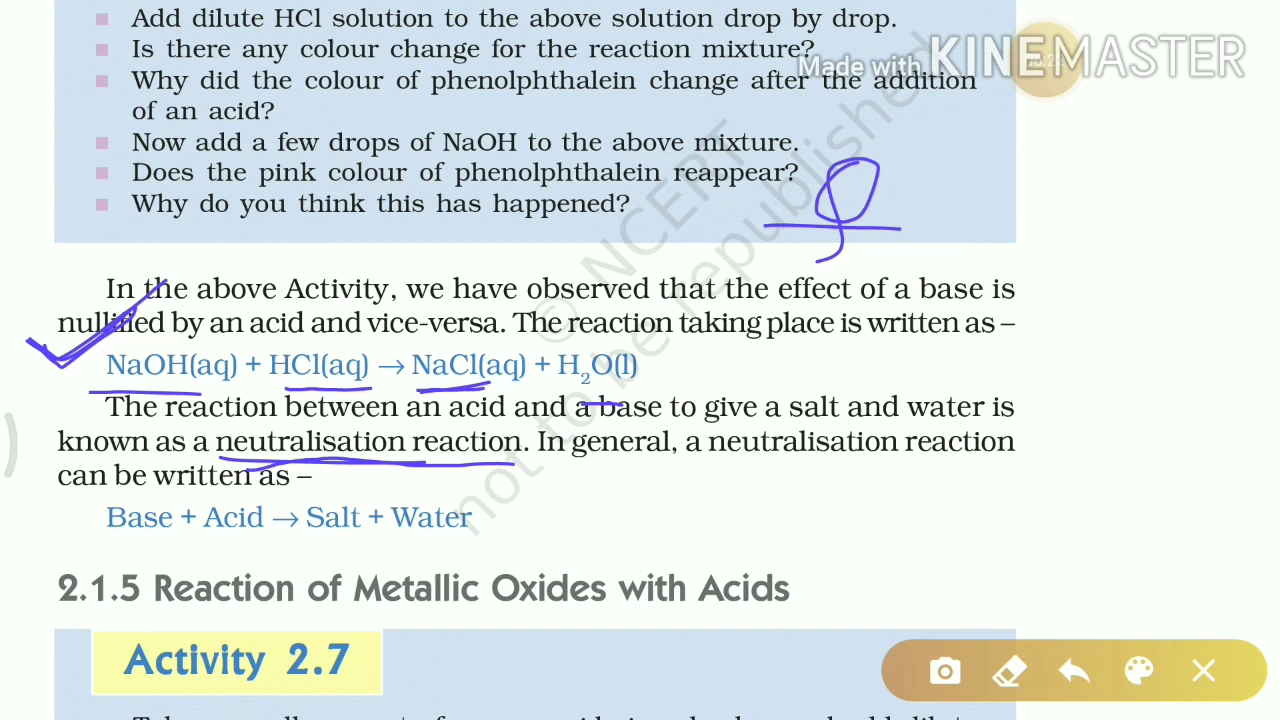 Add dilute HCl solution to the above solution drop by drop.
Is there any colour change for the reaction mixture?
Made with KINEMASTER
Why did the colour of phenolphthalein change after the addition
of an acid?
Now add a few drops of NaOH to the above mixture.
Does the pink colour of phenolphthalein reappear?
Why do you think this has happened?
© NCERT
not to be republished
In the above Activity, we have observed that the effect of a base is
nullified by an acid and vice-versa. The reaction taking place is written as –
NaOH(aq) + HCl(aq) → NaCl(aq) + H₂O(l)
The reaction between an acid and a base to give a salt and water is
known as a neutralisation reaction. In general, a neutralisation reaction
can be written as –
Base + Acid → Salt + Water
2.1.5 Reaction of Metallic Oxides with Acids
Activity 2.7